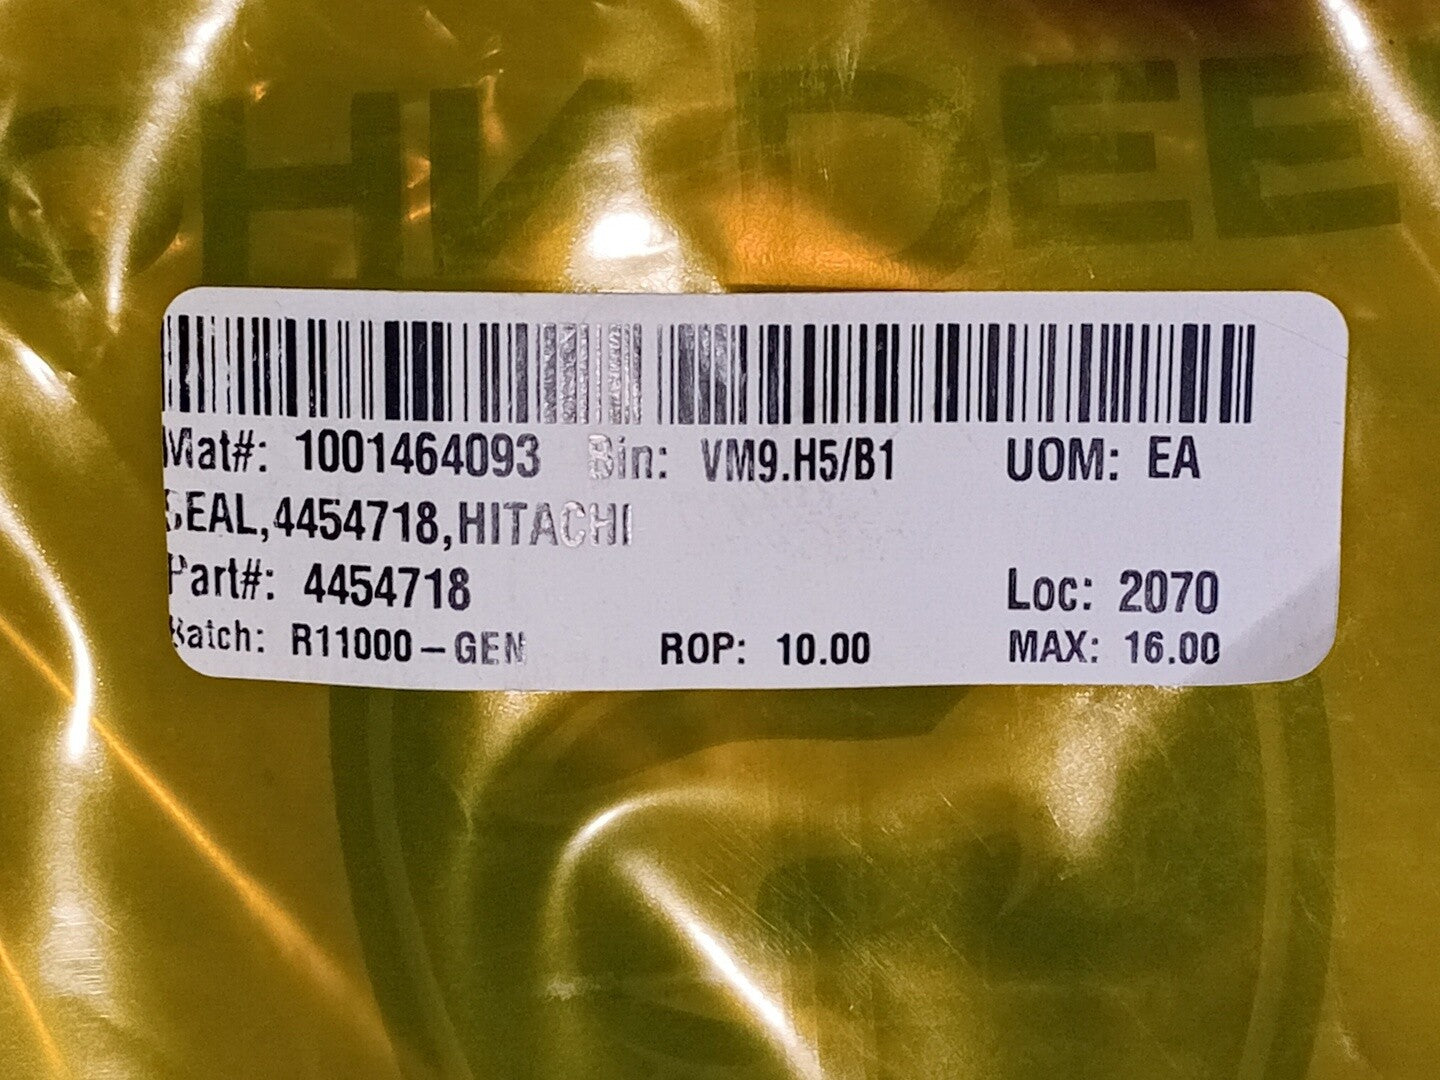 Mat#: 1001464093 Bin: VM9.H5/B1 UOM: EA
SEAL,4454718,HITACHI
Part#: 4454718 Loc: 2070
Batch: R11000-GEN ROP: 10.00 MAX: 16.00